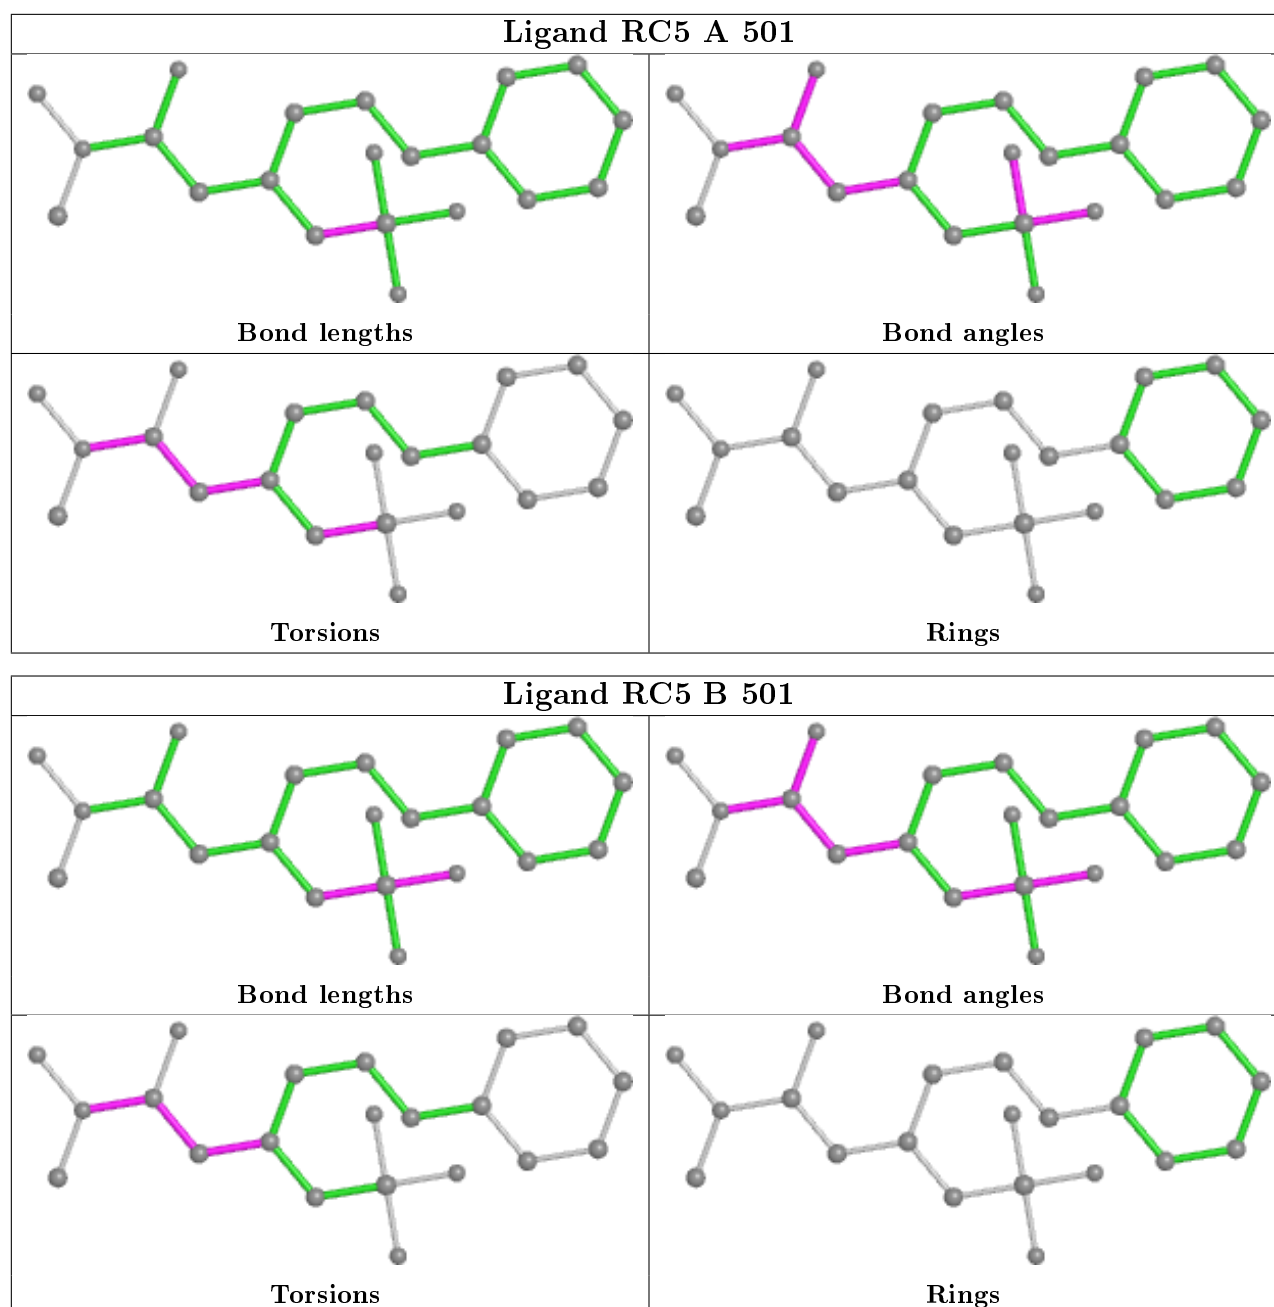 Ligand RC5 A 501
Bond lengths
Bond angles
Torsions
Rings
Ligand RC5 B 501
Bond lengths
Bond angles
Torsions
Rings